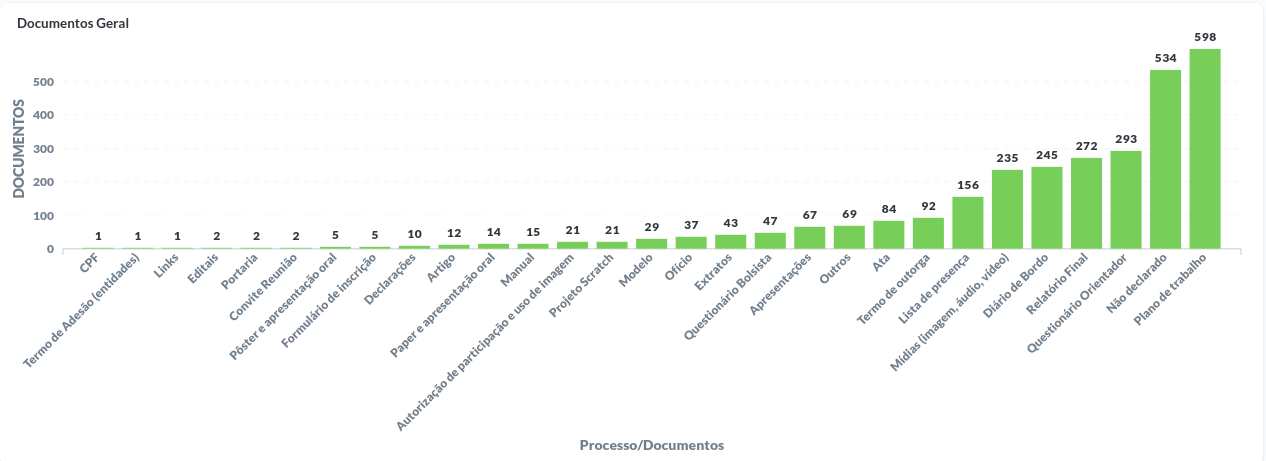 Documentos Geral
DOCUMENTOS
500
400
300
200
100
0
1
1
1
2
2
2
5
5
10
12
14
15
21
21
29
37
43
47
67
69
84
92
156
235
245
272
293
534
598
CPF
Termo de Adesão (entidades)
Links
Editais
Portaria
Convite Reunião
Pôster e apresentação oral
Formulário de inscrição
Declarações
Artigo
Paper e apresentação oral
Manual
Autorização de participação e uso de imagem
Projeto Scratch
Modelo
Ofício
Extratos
Questionário Bolsista
Apresentações
Outros
Ata
Termo de outorga
Lista de presença
Mídias (imagem, áudio, vídeo)
Diário de Bordo
Relatório Final
Questionário Orientador
Não declarado
Plano de trabalho
Processo/Documentos